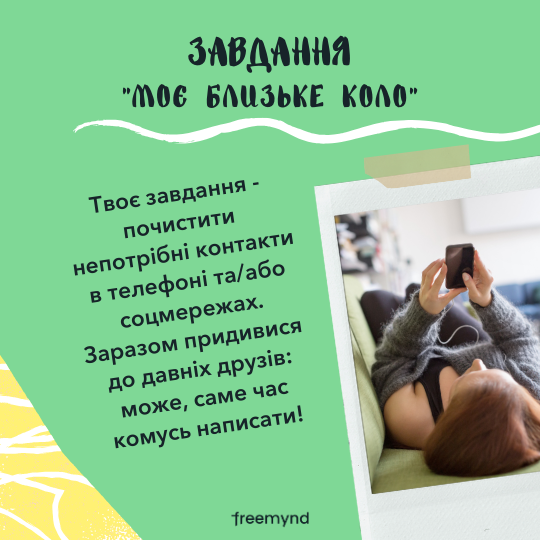 ЗАВДАННЯ
"МОЄ БЛИЗЬКЕ КОЛО"
Твоє завдання -
почистити
непотрібні контакти
в телефоні та/або
соцмережах.
Заразом придивися
до давніх друзів:
може, саме час
комусь написати!
freemynd